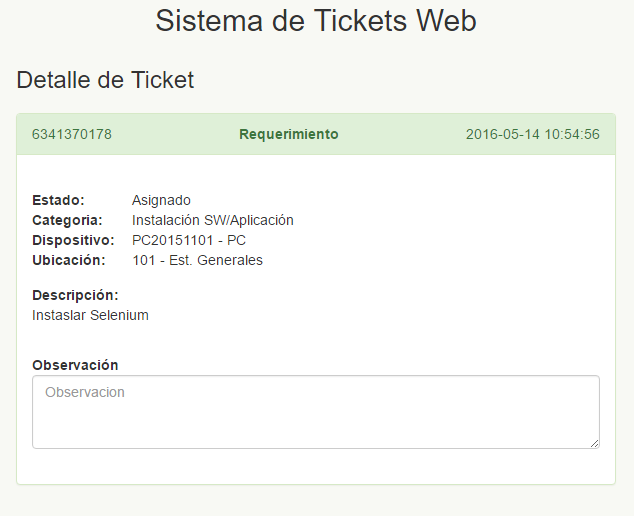 Sistema de Tickets Web
Detalle de Ticket
6341370178 Requerimiento 2016-05-14 10:54:56
Estado: Asignado
Categoria: Instalación SW/Aplicación
Dispositivo: PC20151101 - PC
Ubicación: 101 - Est. Generales
Descripción:
Instaslar Selenium
Observación
Observacion